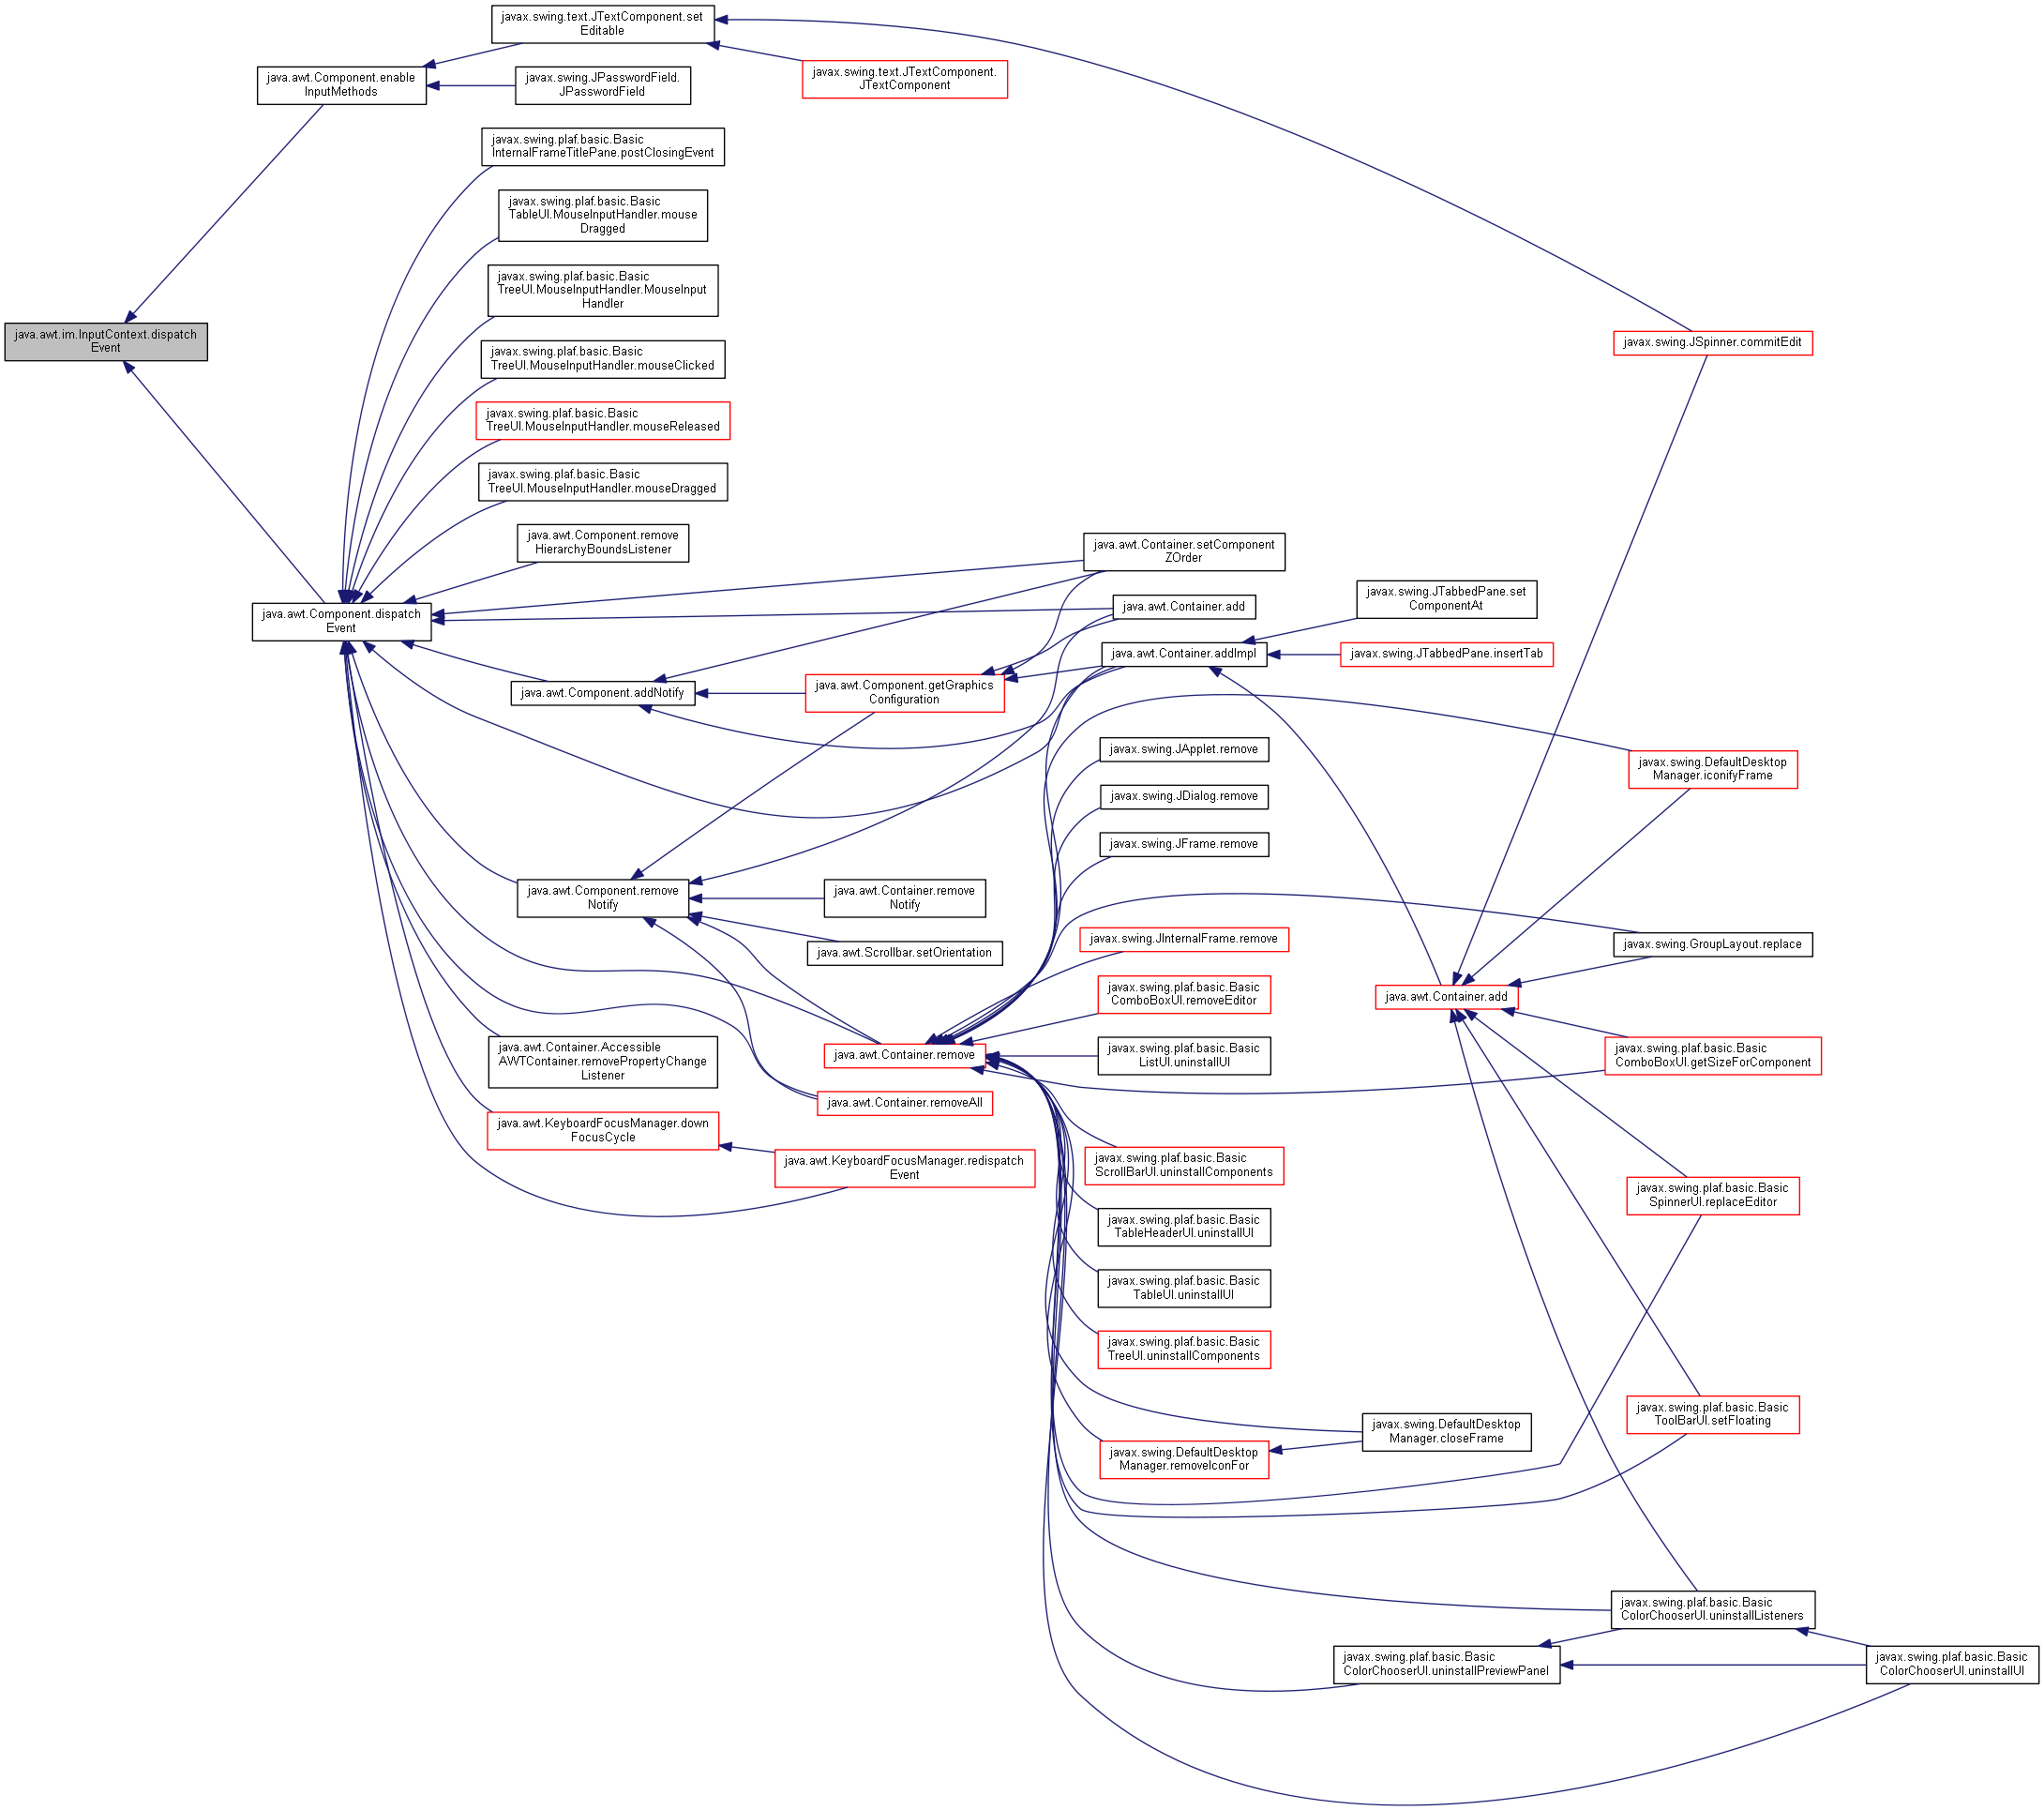 javax.swing.text.JTextComponent.set
Editable
java.awt.Component.enable
InputMethods
javax.swing.JPasswordField.
JPasswordField
javax.swing.text.JTextComponent.
JTextComponent
javax.swing.plaf.basic.Basic
InternalFrameTitlePane.postClosingEvent
javax.swing.plaf.basic.Basic
TableUI.MouseInputHandler.mouse
Dragged
javax.swing.plaf.basic.Basic
TreeUI.MouseInputHandler.MouseInput
Handler
java.awt.im.InputContext.dispatch
Event
javax.swing.JSpinner.commitEdit
javax.swing.plaf.basic.Basic
TreeUI.MouseInputHandler.mouseClicked
javax.swing.plaf.basic.Basic
TreeUI.MouseInputHandler.mouseReleased
javax.swing.plaf.basic.Basic
TreeUI.MouseInputHandler.mouseDragged
java.awt.Component.remove
HierarchyBoundsListener
java.awt.Container.setComponent
ZOrder
java.awt.Component.dispatch
Event
java.awt.Container.add
javax.swing.JTabbedPane.set
ComponentAt
java.awt.Container.addImpl
javax.swing.JTabbedPane.insertTab
java.awt.Component.addNotify
java.awt.Component.getGraphics
Configuration
javax.swing.JApplet.remove
javax.swing.DefaultDesktop
Manager.iconifyFrame
javax.swing.JDialog.remove
javax.swing.JFrame.remove
java.awt.Component.remove
Notify
java.awt.Container.remove
Notify
java.awt.Scrollbar.setOrientation
javax.swing.JInternalFrame.remove
javax.swing.GroupLayout.replace
javax.swing.plaf.basic.Basic
ComboBoxUI.removeEditor
java.awt.Container.add
java.awt.Container.Accessible
AWTContainer.removePropertyChange
Listener
java.awt.Container.remove
javax.swing.plaf.basic.Basic
ListUI.uninstallUI
javax.swing.plaf.basic.Basic
ComboBoxUI.getSizeForComponent
java.awt.Container.removeAll
java.awt.KeyboardFocusManager.down
FocusCycle
java.awt.KeyboardFocusManager.redispatch
Event
javax.swing.plaf.basic.Basic
ScrollBarUI.uninstallComponents
javax.swing.plaf.basic.Basic
SpinnerUI.replaceEditor
javax.swing.plaf.basic.Basic
TableHeaderUI.uninstallUI
javax.swing.plaf.basic.Basic
TableUI.uninstallUI
javax.swing.plaf.basic.Basic
TreeUI.uninstallComponents
javax.swing.plaf.basic.Basic
ToolBarUI.setFloating
javax.swing.DefaultDesktop
Manager.closeFrame
javax.swing.DefaultDesktop
Manager.removeIconFor
javax.swing.plaf.basic.Basic
ColorChooserUI.uninstallListeners
javax.swing.plaf.basic.Basic
ColorChooserUI.uninstallPreviewPanel
javax.swing.plaf.basic.Basic
ColorChooserUI.uninstallUI